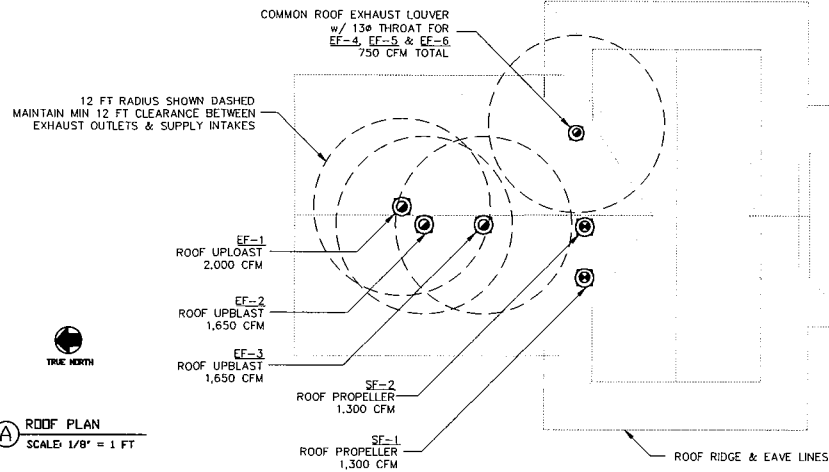 COMMON ROOF EXHAUST LOUVER
w/ 13ø THROAT FOR
EF-4, EF-5 & EF-6
750 CFM TOTAL
12 FT RADIUS SHOWN DASHED
MAINTAIN MIN 12 FT CLEARANCE BETWEEN
EXHAUST OUTLETS & SUPPLY INTAKES
EF-1
ROOF UPLOAST
2,000 CFM
EF-2
ROOF UPBLAST
1,650 CFM
EF-3
ROOF UPBLAST
1,650 CFM
SF-2
ROOF PROPELLER
1,300 CFM
SF-1
ROOF PROPELLER
1,300 CFM
TRUE NORTH
A ROOF PLAN
SCALE: 1/8" = 1 FT
ROOF RIDGE & EAVE LINES